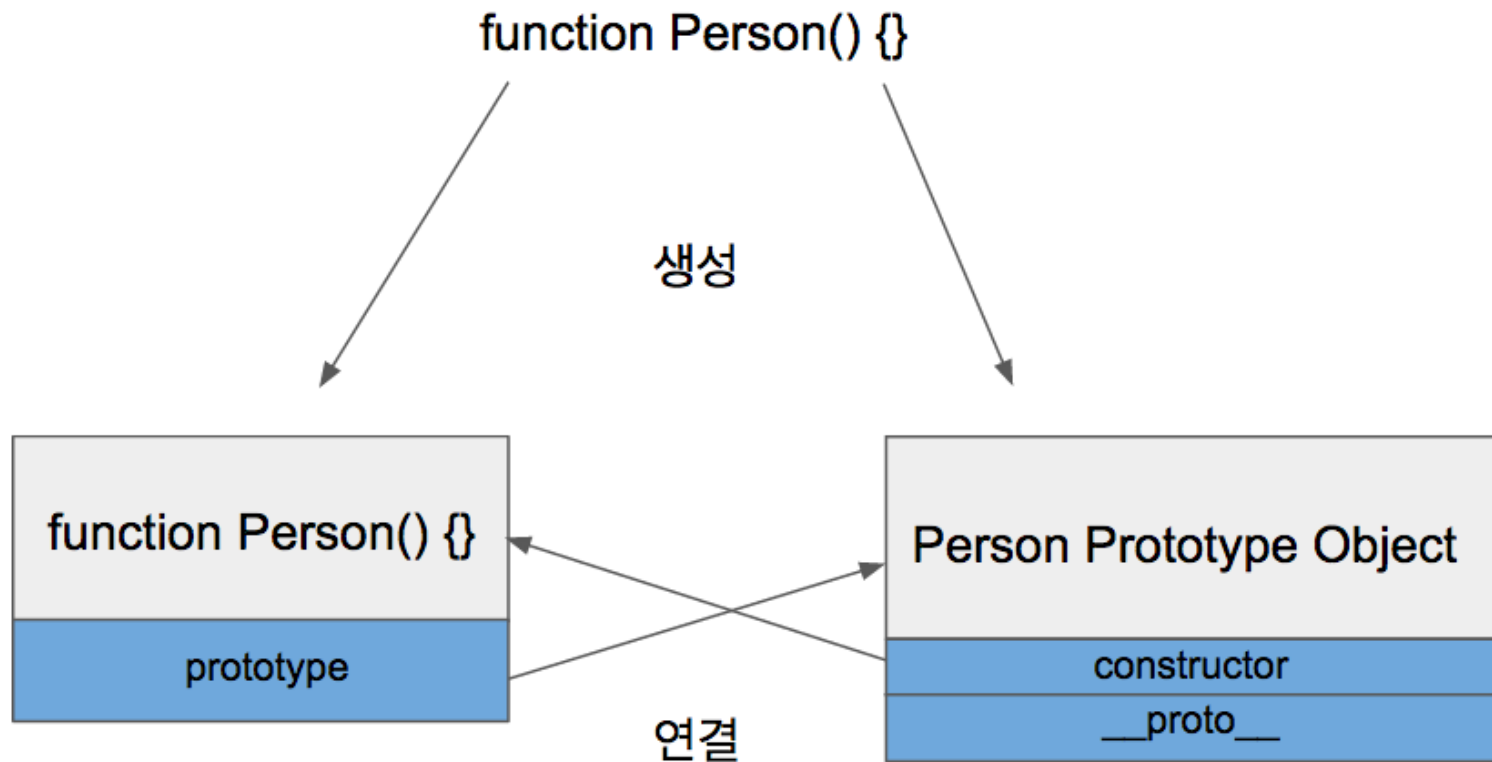 function Person() {}
생성
function Person() {}
Person Prototype Object
prototype
constructor
__proto__
연결